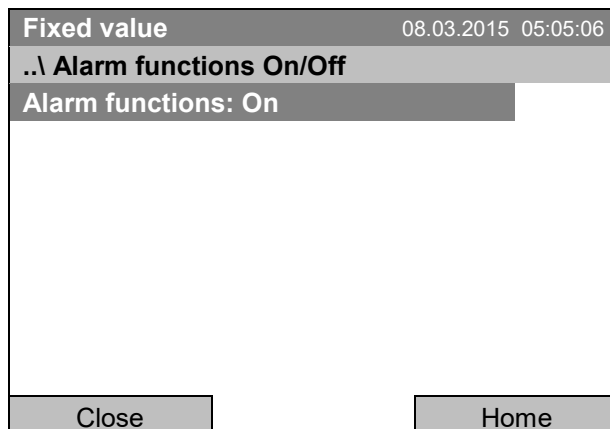 Fixed value 08.03.2015 05:05:06
..\ Alarm functions On/Off
Alarm functions: On
Close Home